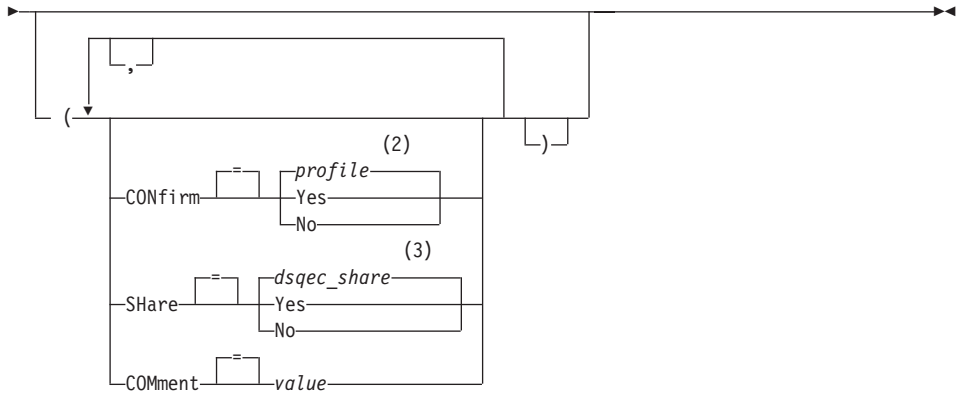 ,
(
)
(2)
=
profile
CONfirm
Yes
No
(3)
=
dsqec_share
SHare
Yes
No
=
COMment
value